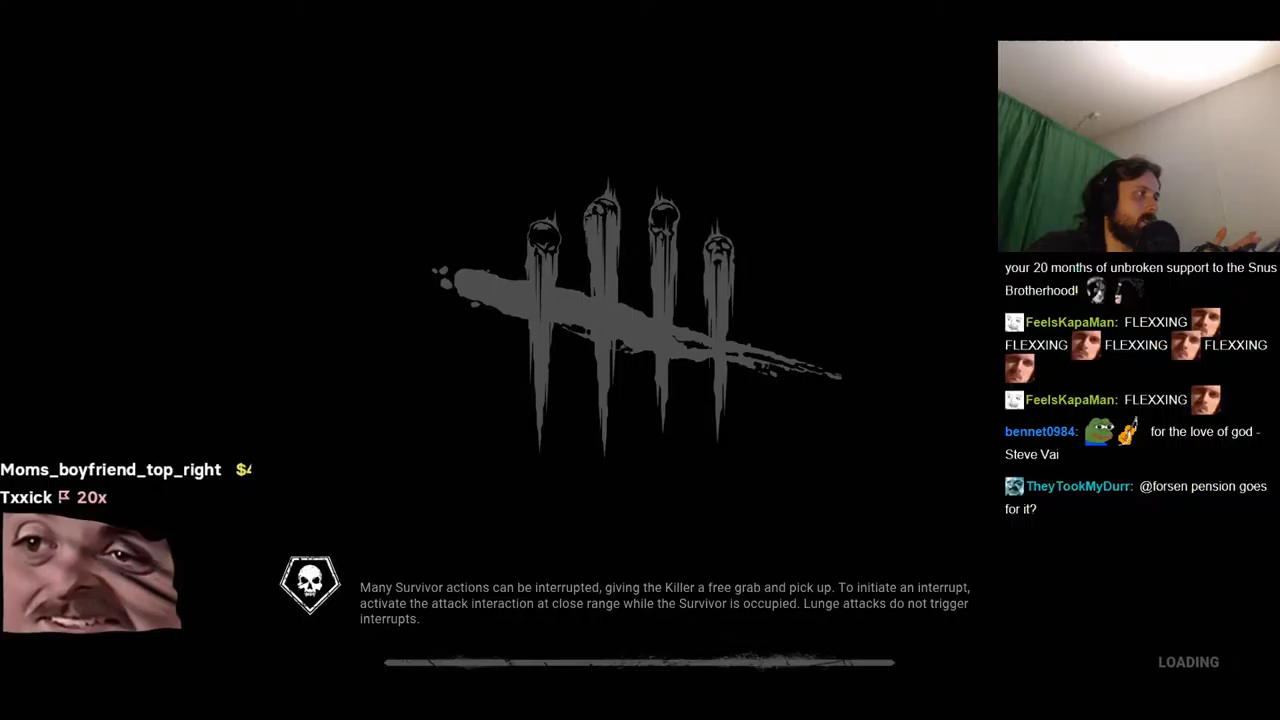 your 20 months of unbroken support to the Snus
Brotherhood!
FeelsKapaMan: FLEXXING
FLEXXING FLEXXING FLEXXING
FeelsKapaMan: FLEXXING
bennet0984: for the love of god -
Steve Vai
TheyTookMyDurr: @forsen pension goes
for it?
Moms_boyfriend_top_right $4
Txxick 20x
Many Survivor actions can be interrupted, giving the Killer a free grab and pick up. To initiate an interrupt,
activate the attack interaction at close range while the Survivor is occupied. Lunge attacks do not trigger
interrupts.
LOADING